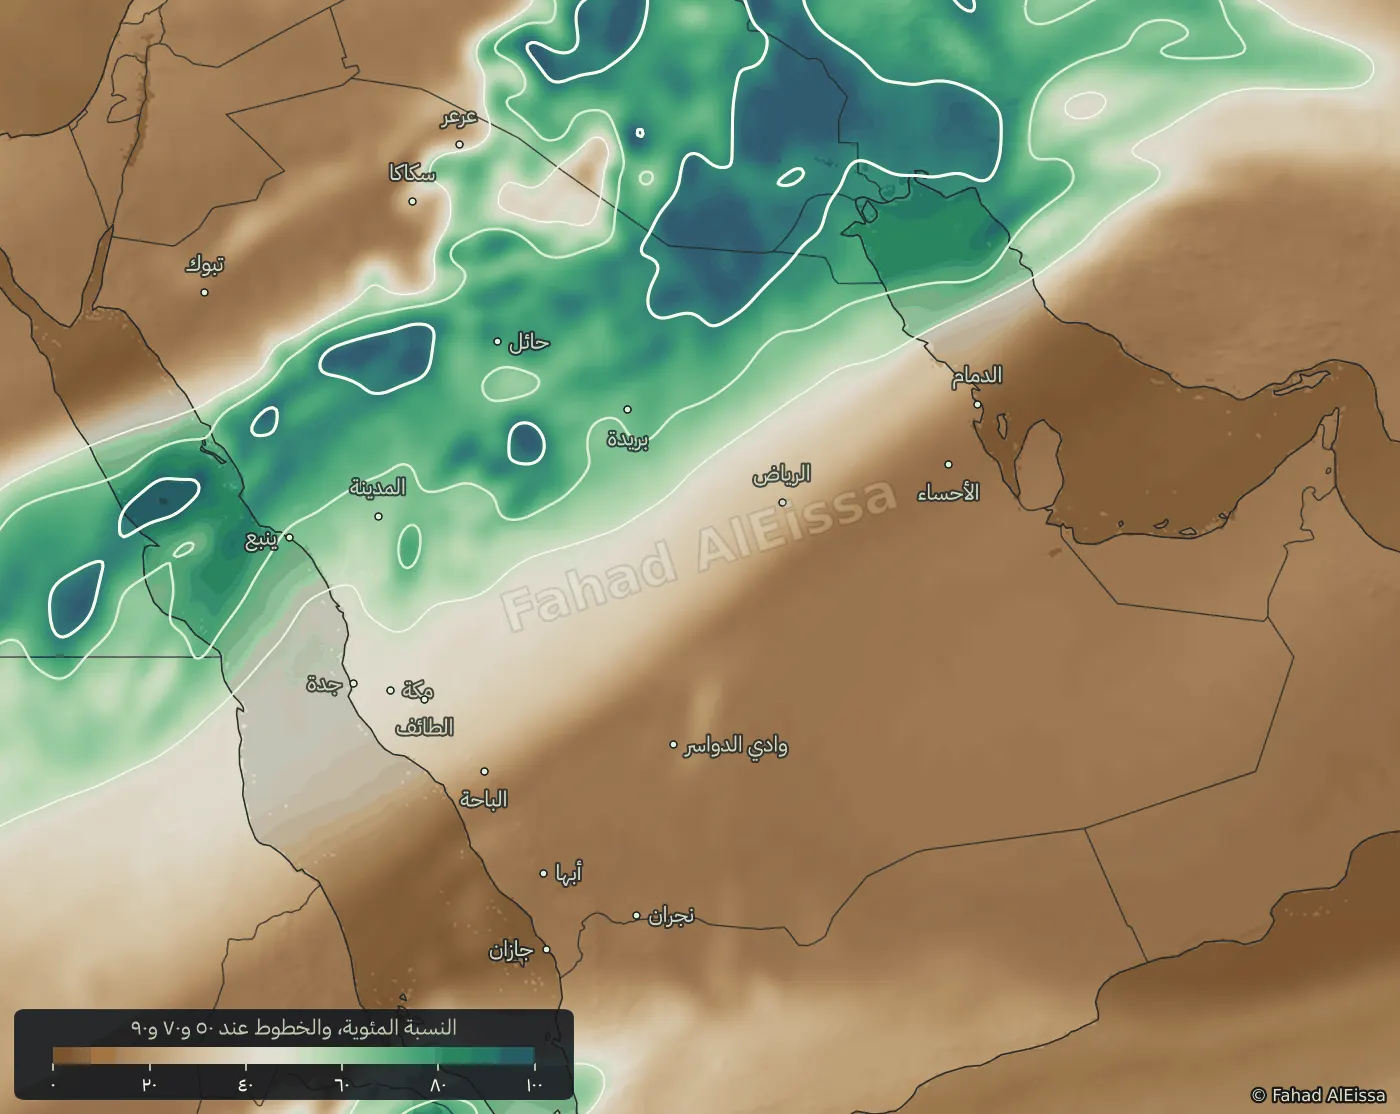 عرعر
سكاكا
تبوك
حائل
الدمام
بريدة
الرياض
الأحساء
المدينة
ينبع
Fahad AlEissa
جدة
مكة
الطائف
وادي الدواسر
الباحة
أبها
نجران
جازان
النسبة المئوية، والخطوط عند ٥٠ و٧٠ و٩٠
٠ ٢٠ ٤٠ ٦٠ ٨٠ ١٠٠
© Fahad AlEissa